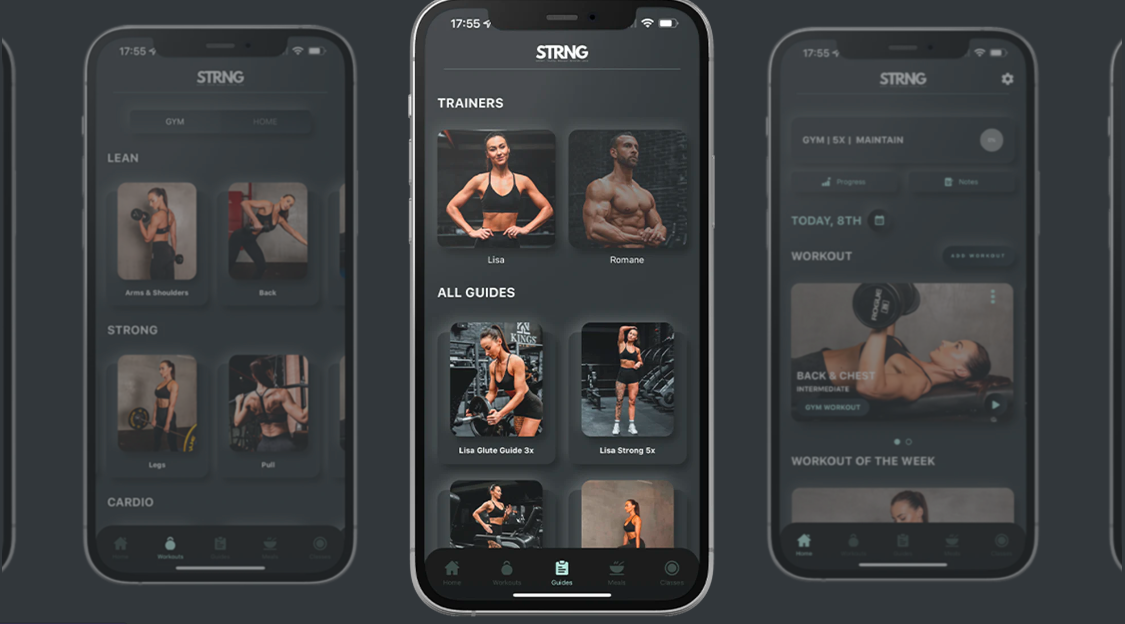 17:55
STRNG
GYM
HOME
LEAN
Arms & Shoulders
Back
STRONG
Legs
Pull
CARDIO
Home
Workouts
Guides
Meals
Classes
17:55
STRNG
TRAINERS
Lisa
Romane
ALL GUIDES
KINGS
Lisa Glute Guide 3x
Lisa Strong 5x
Home
Workouts
Guides
Meals
Classes
17:55
STRNG
GYM | 5X | MAINTAIN
Progress
Notes
TODAY, 8TH
WORKOUT
ADD WORKOUT
BACK & CHEST
INTERMEDIATE
GYM WORKOUT
WORKOUT OF THE WEEK
Home
Workouts
Guides
Meals
Classes